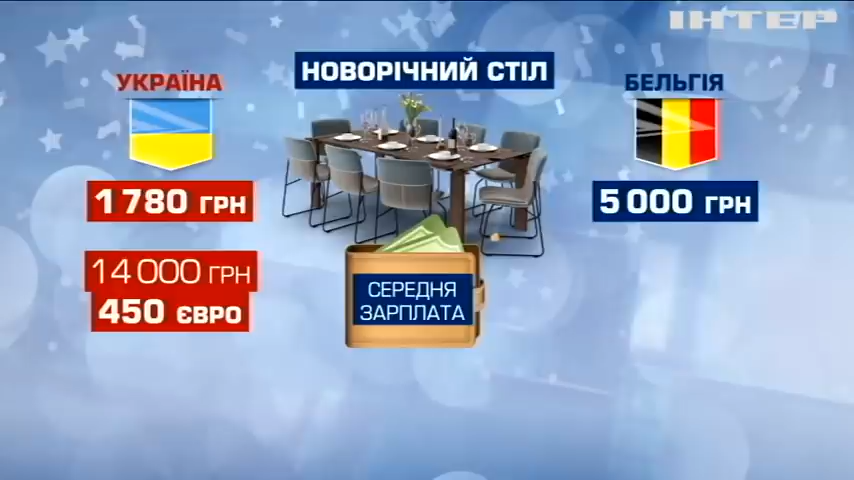 ІНТЕР
НОВОРІЧНИЙ СТІЛ
УКРАЇНА
БЕЛЬГІЯ
1 780 ГРН
5 000 ГРН
14 000 ГРН
450 ЄВРО
СЕРЕДНЯ
ЗАРПЛАТА